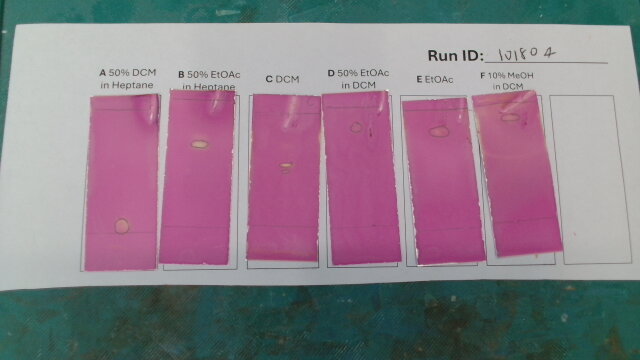 Run ID: 101804
A 50% DCM in Heptane
B 50% EtOAc in Heptane
C DCM
D 50% EtOAc in DCM
E EtOAc
F 10% MeOH in DCM